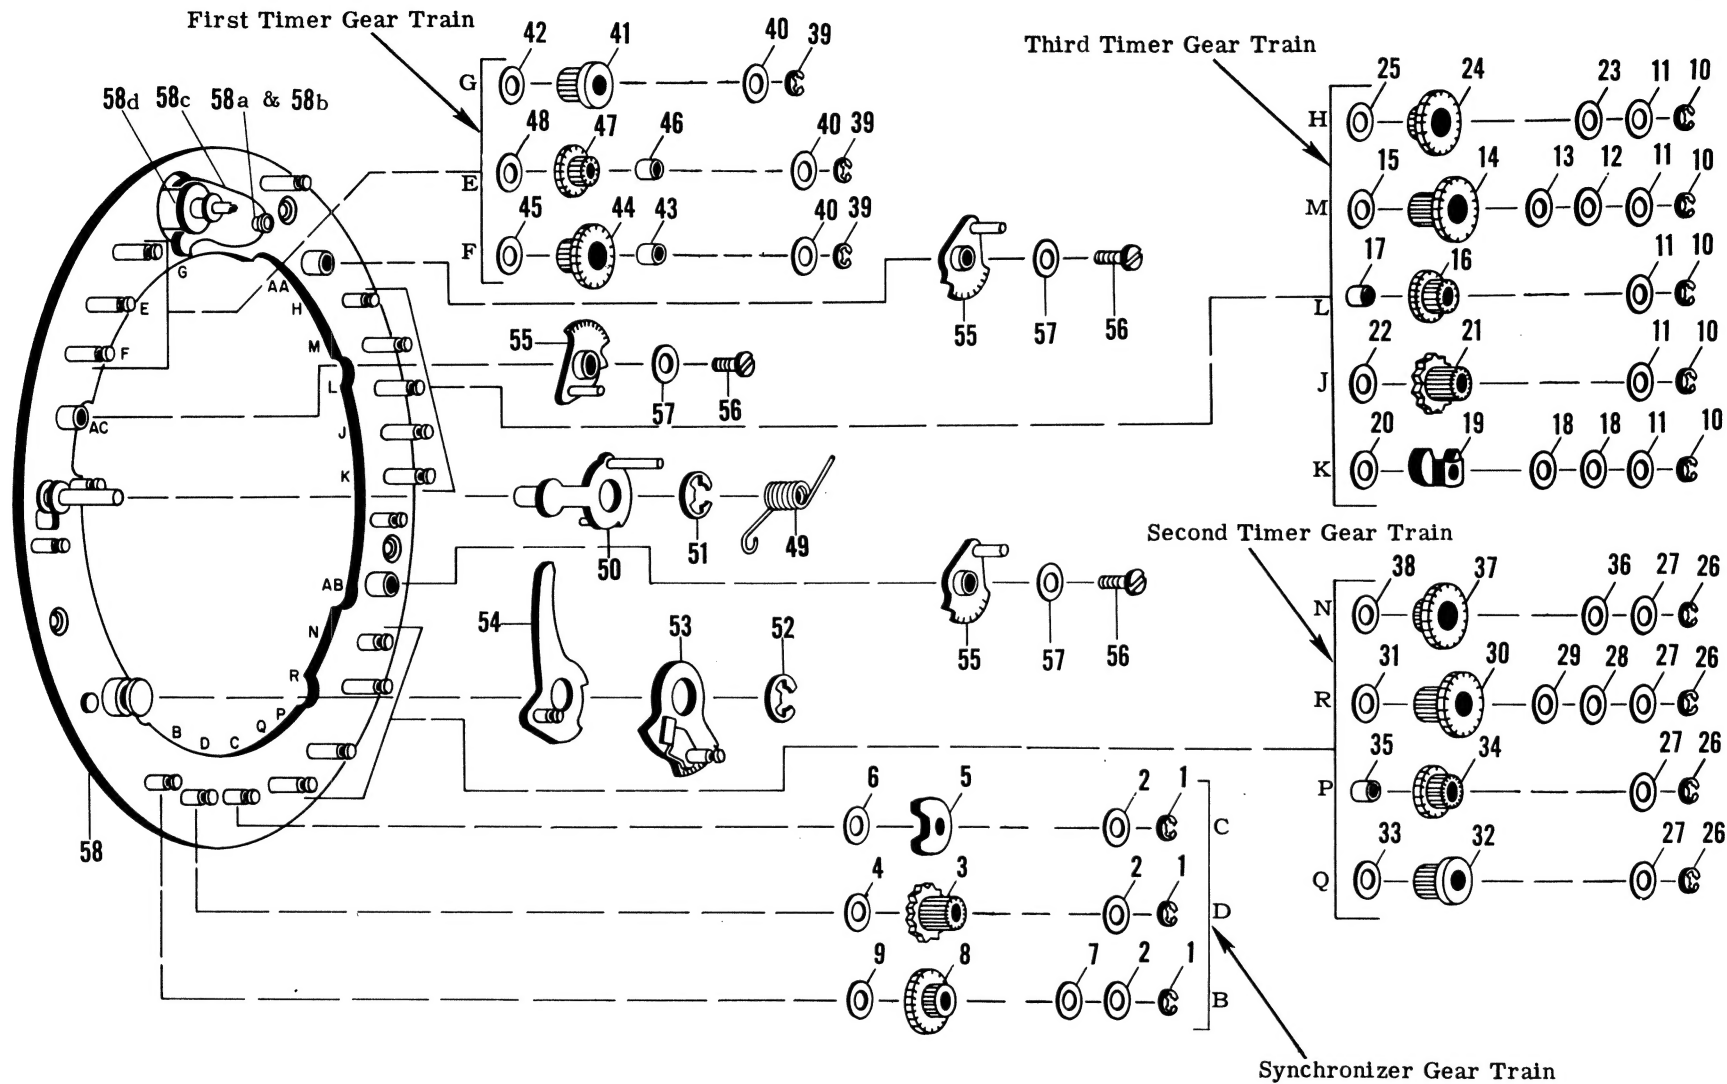 First Timer Gear Train
42 41 40 39
G
48 47 46 40 39
E
45 44 43 40 39
F
58d 58c 58a & 58b
Third Timer Gear Train
25 24 23 11 10
H
15 14 13 12 11 10
M
17 16 11 10
L
22 21 11 10
J
20 19 18 18 11 10
K
G
AA
E
H
F
M
L
AC
J
K
AB
N
R
P
Q
B D C
55 57 56
55 57 56
50 51 49
54 53 52
55 57 56
58
Second Timer Gear Train
38 37 36 27 26
N
31 30 29 28 27 26
R
35 34 27 26
P
33 32 27 26
Q
6 5 2 1
C
4 3 2 1
D
9 8 7 2 1
B
Synchronizer Gear Train